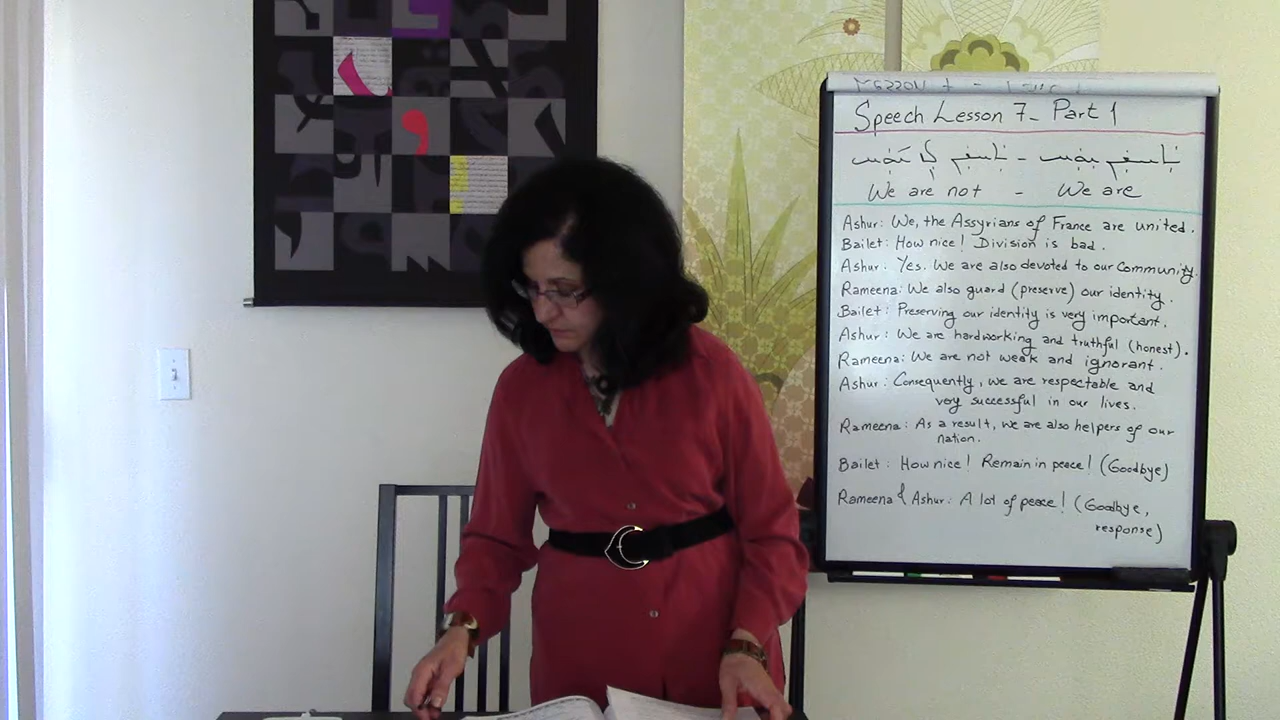 Speech Lesson 7- Part 1
We are not - We are
Ashur: We, the Assyrians of France are united.
Bailet: How nice! Division is bad.
Ashur: Yes. We are also devoted to our community.
Rameena: We also guard (preserve) our identity.
Bailet: Preserving our identity is very important.
Ashur: We are hardworking and truthful (honest).
Rameena: We are not weak and ignorant.
Ashur: Consequently, we are respectable and
very successful in our lives.
Rameena: As a result, we are also helpers of our
nation.
Bailet: How nice! Remain in peace! (Goodbye)
Rameena & Ashur: A lot of peace! (Goodbye,
response)